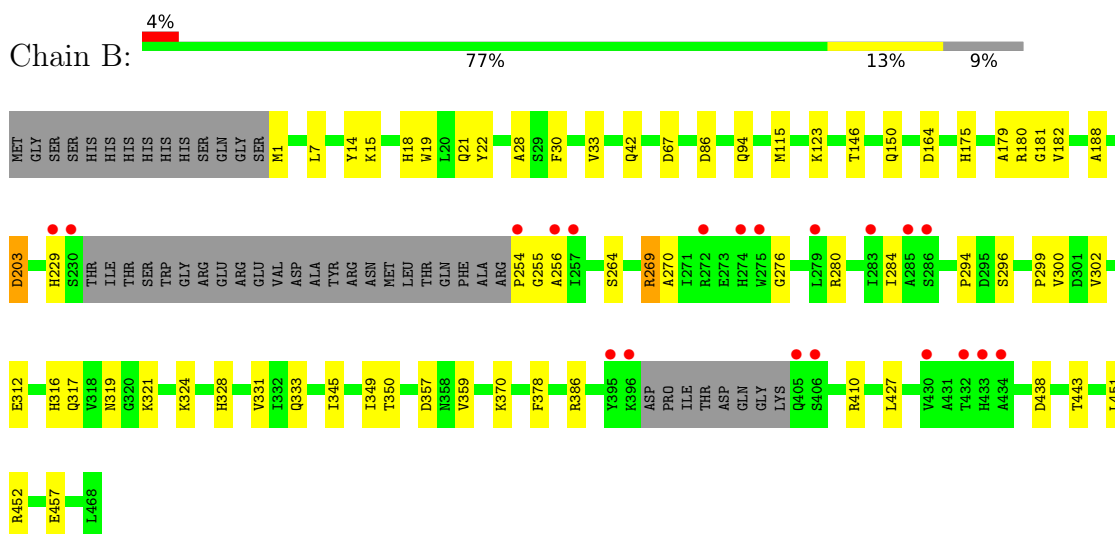 4%
Chain B:
77% 13% 9%
MET GLY SER SER HIS HIS HIS HIS HIS HIS SER GLN GLY SER M1 L7 Y14 K15 H18 W19 L20 Q21 Y22 A28 S29 F30 V33 Q42 D67 D86 Q94 M115 K123 T146 Q150 D164 H175 A179 R180 G181 V182 A188
D203 H229 S230 THR ILE THR SER TRP GLY ARG GLU ARG GLU VAL ASP ALA TYR ARG ASN MET LEU THR GLN PHE ALA ARG P254 G255 A256 I257 S264 R269 A270 I271 R272 E273 H274 W275 G276 L279 R280 I283 I284 A285 S286 P294 D295 S296 P299 V300 D301 V302
E312 H316 Q317 V318 N319 G320 K321 K324 H328 V331 I332 Q333 I345 I349 T350 D357 N358 V359 K370 F378 R386 Y395 K396 ASP PRO ILE THR ASP GLN GLY LYS Q405 S406 R410 L427 V430 A431 T432 H433 A434 D438 T443 L451
R452 E457 L468